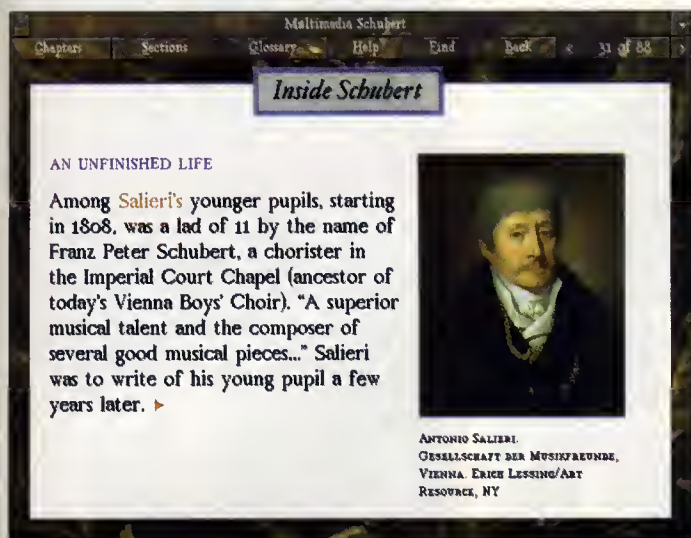 Multimedia Schubert
Chapters Sections Glossary Help Find Back « 31 of 88 »
Inside Schubert
AN UNFINISHED LIFE
Among Salieri's younger pupils, starting
in 1808, was a lad of 11 by the name of
Franz Peter Schubert, a chorister in
the Imperial Court Chapel (ancestor of
today's Vienna Boys' Choir). “A superior
musical talent and the composer of
several good musical pieces...” Salieri
was to write of his young pupil a few
years later. ►
ANTONIO SALIERI.
GESELLSCHAFT DER MUSIKFREUNDE,
VIENNA. ERICH LESSING/ART
RESOURCE, NY